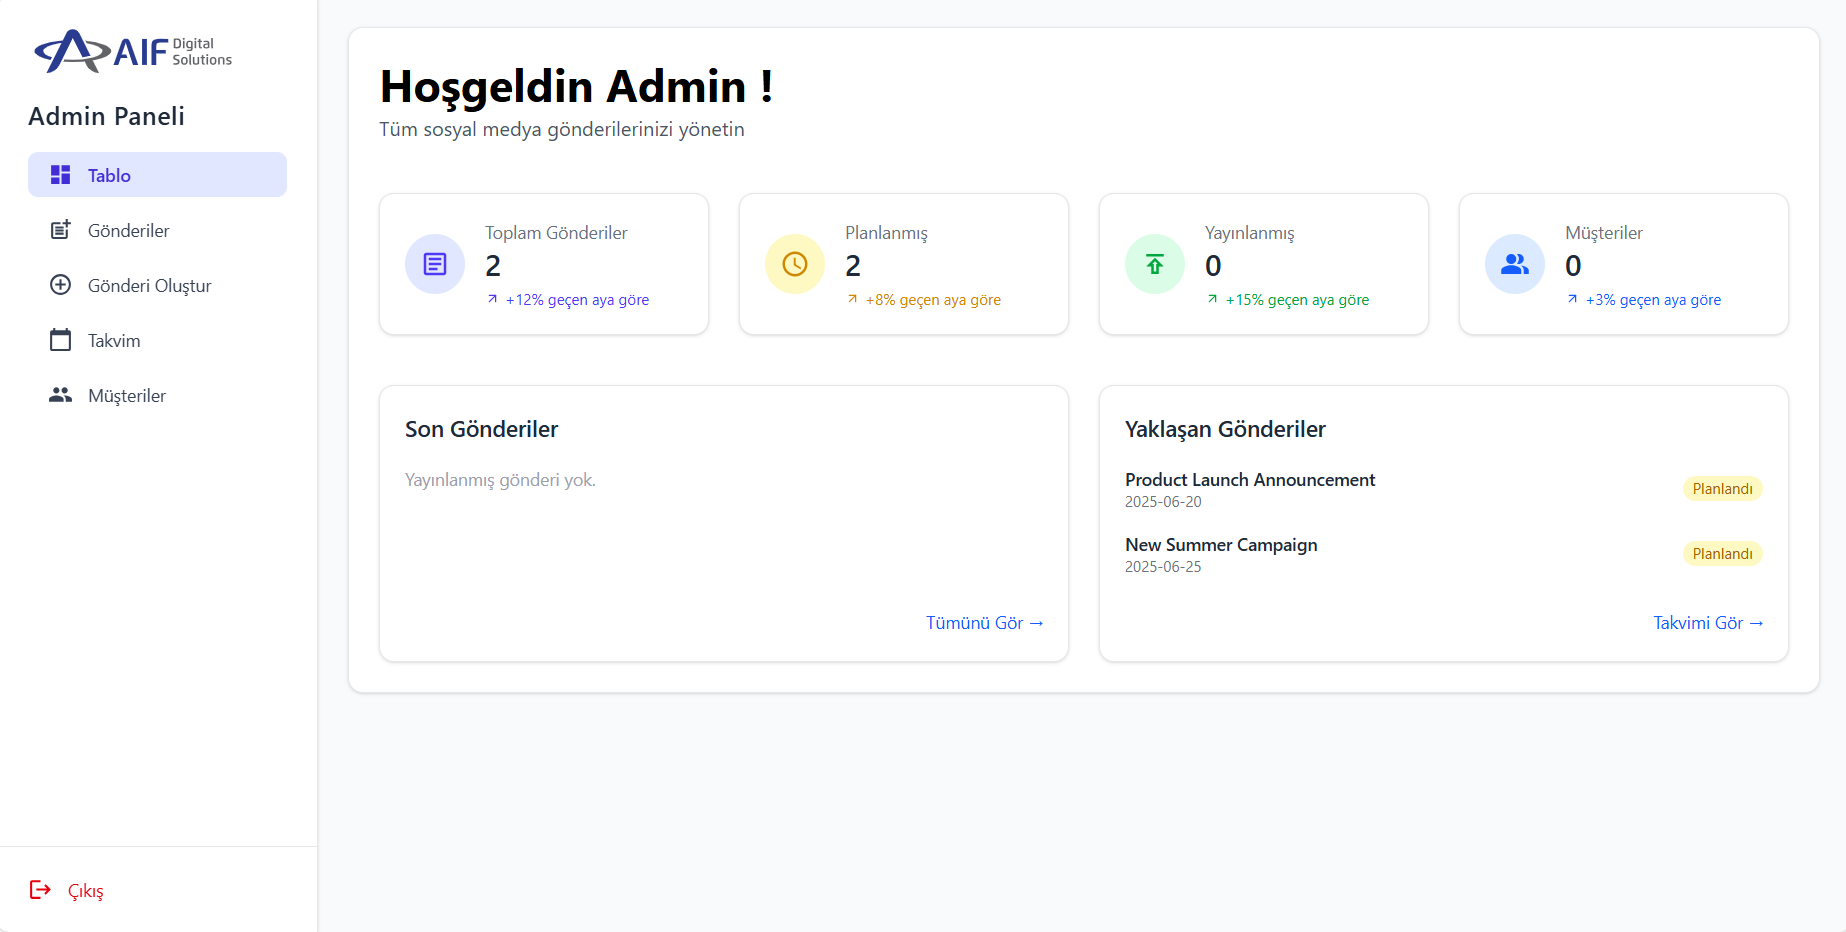 AIF Digital
Solutions
Admin Paneli
Tablo
Gönderiler
Gönderi Oluştur
Takvim
Müşteriler
Çıkış
Hoşgeldin Admin !
Tüm sosyal medya gönderilerinizi yönetin
Toplam Gönderiler
2
+12% geçen aya göre
Planlanmış
2
+8% geçen aya göre
Yayınlanmış
0
+15% geçen aya göre
Müşteriler
0
+3% geçen aya göre
Son Gönderiler
Yayınlanmış gönderi yok.
Tümünü Gör →
Yaklaşan Gönderiler
Product Launch Announcement
2025-06-20
Planlandı
New Summer Campaign
2025-06-25
Planlandı
Takvimi Gör →